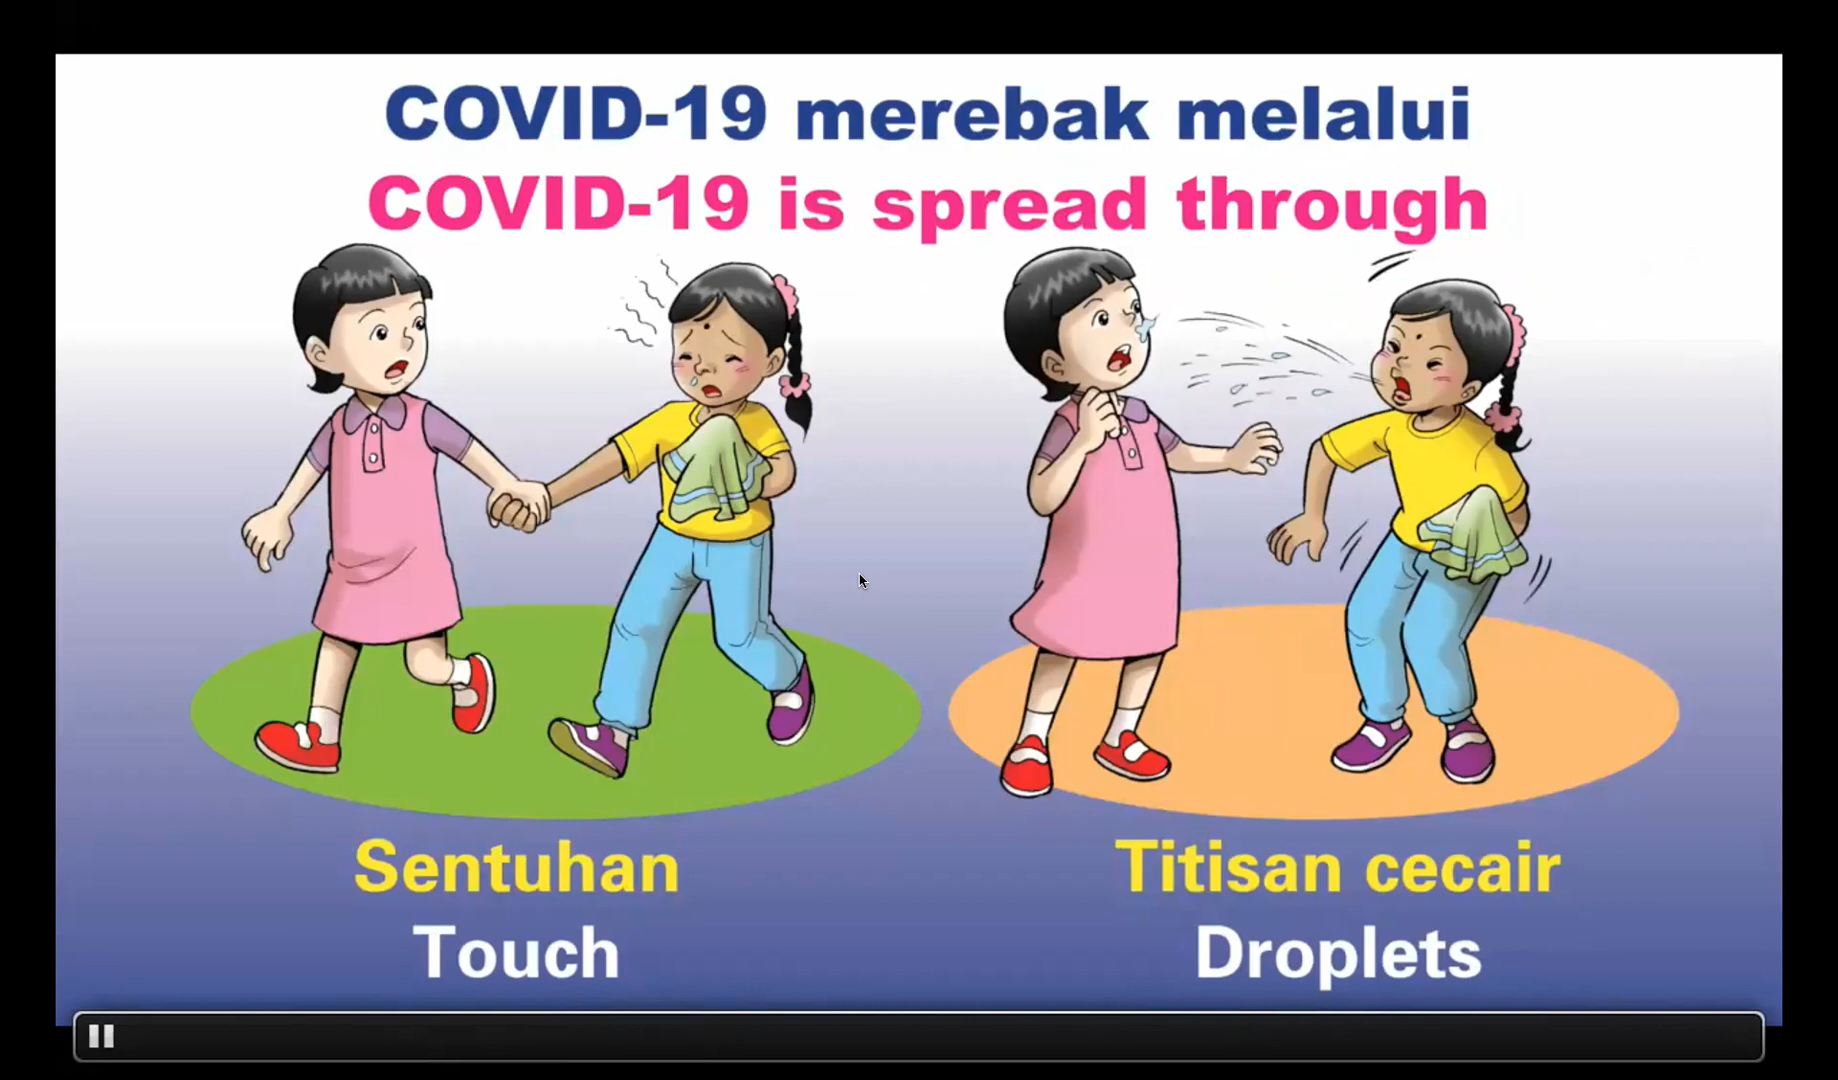 COVID-19 merebak melalui
COVID-19 is spread through
Sentuhan
Touch
Titisan cecair
Droplets